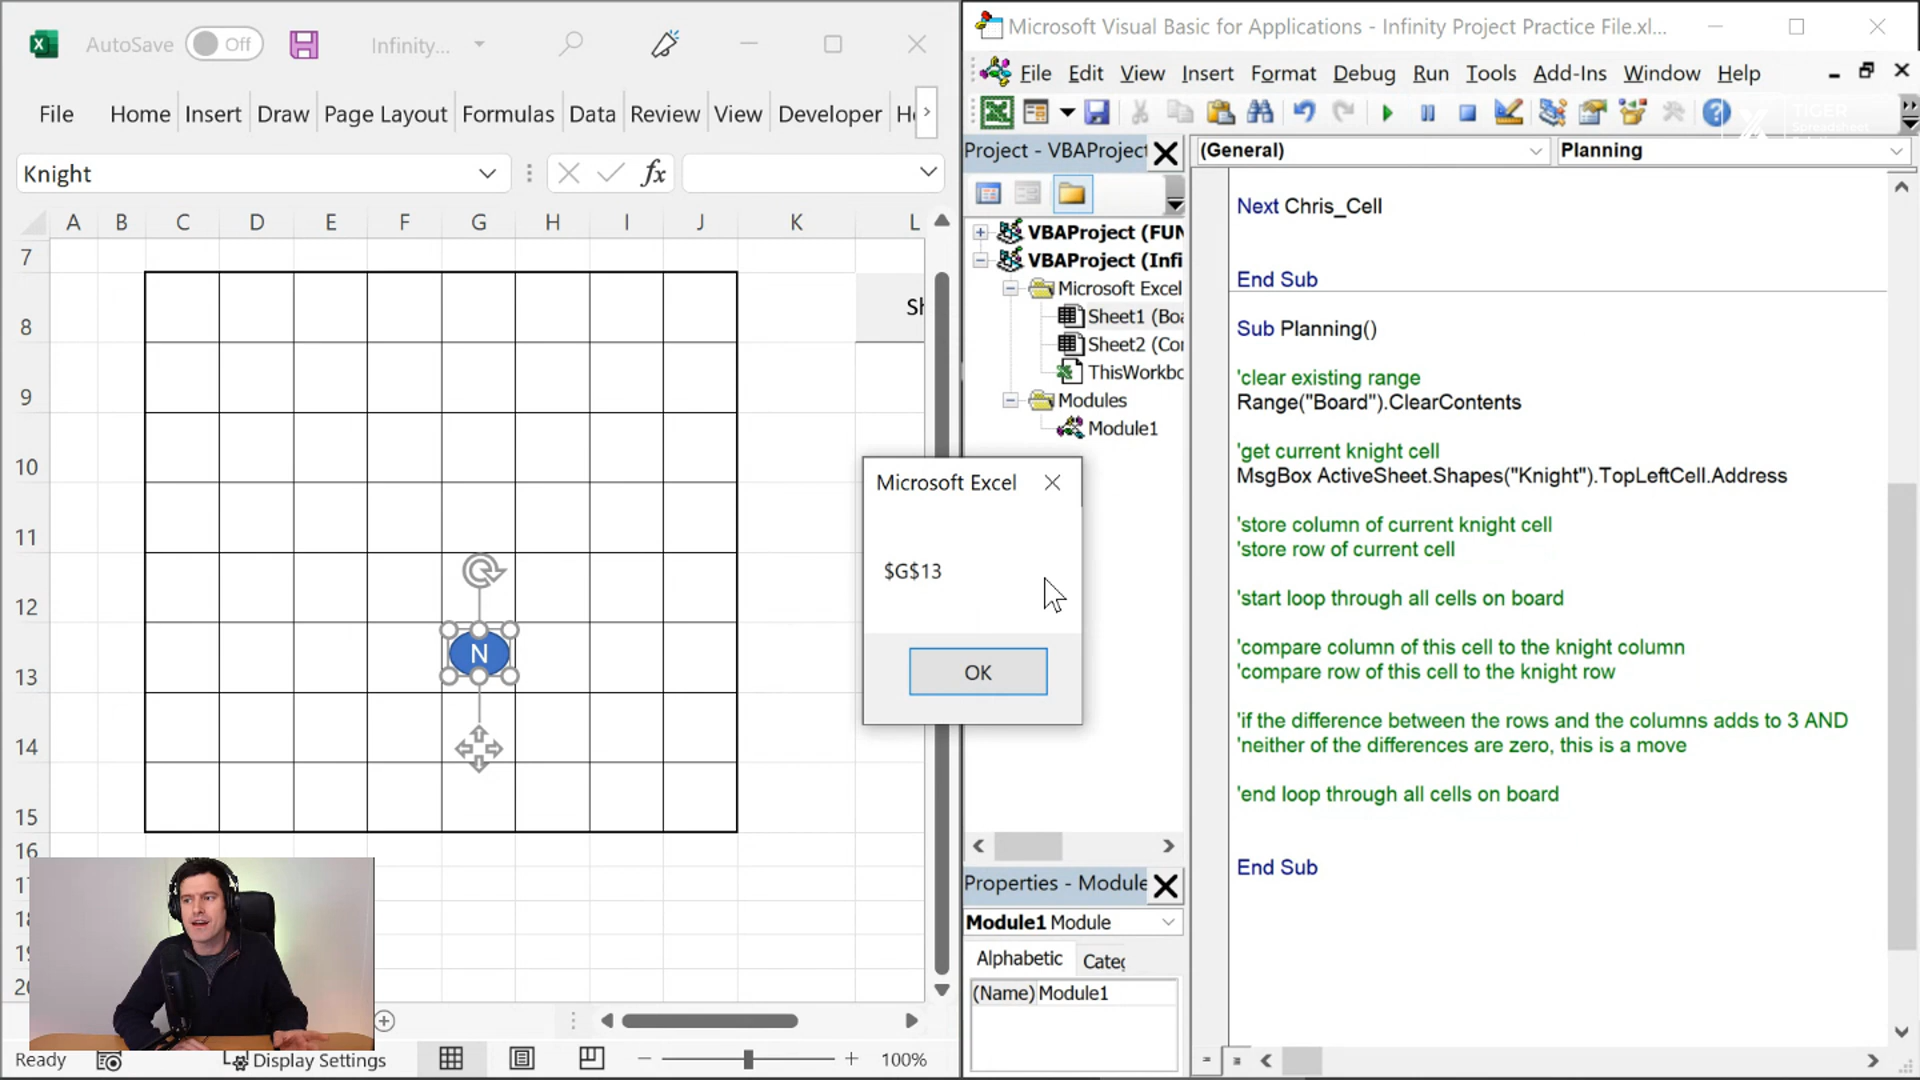 AutoSave Off Infinity...
File Home Insert Draw Page Layout Formulas Data Review View Developer
Knight fx
A B C D E F G H I J K L
7
8
9
10
11
12
13
14
15
16
N
Ready Display Settings 100%
Microsoft Excel
$G$13
OK
Microsoft Visual Basic for Applications - Infinity Project Practice File.xl...
File Edit View Insert Format Debug Run Tools Add-Ins Window Help
TIGER
Spreadsheet
Project - VBAProject
VBAProject (FUN
VBAProject (Infi
Microsoft Excel
Sheet1 (Boa
Sheet2 (Co
ThisWorkbo
Modules
Module1
Properties - Module
Module1 Module
Alphabetic Categ
(Name) Module1
(General) Planning
Next Chris_Cell
End Sub
Sub Planning()
'clear existing range
Range("Board").ClearContents
'get current knight cell
MsgBox ActiveSheet.Shapes("Knight").TopLeftCell.Address
'store column of current knight cell
'store row of current cell
'start loop through all cells on board
'compare column of this cell to the knight column
'compare row of this cell to the knight row
'if the difference between the rows and the columns adds to 3 AND
'neither of the differences are zero, this is a move
'end loop through all cells on board
End Sub